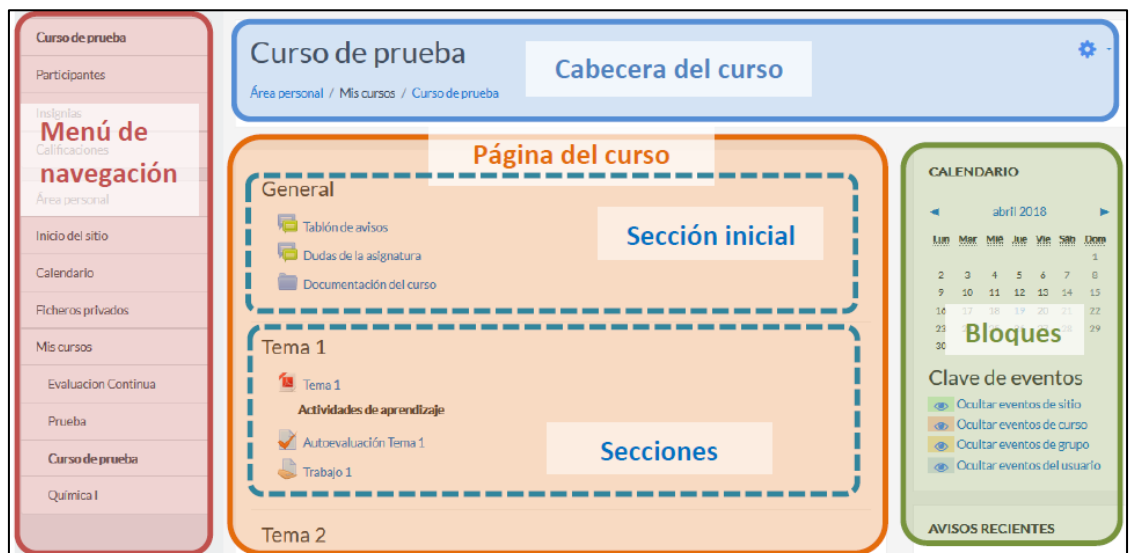 Curso de prueba
Participantes
Insignias
Menú de
Calificaciones
navegación
Área personal
Inicio del sitio
Calendario
Ficheros privados
Mis cursos
Evaluacion Continua
Prueba
Curso de prueba
Química I
Curso de prueba
Cabecera del curso
Área personal / Mis cursos / Curso de prueba
Página del curso
General
Tablón de avisos
Sección inicial
Dudas de la asignatura
Documentación del curso
Tema 1
Tema 1
Actividades de aprendizaje
Autoevaluación Tema 1
Secciones
Trabajo 1
Tema 2
CALENDARIO
◄ abril 2018 ►
Lun Mar Mié Jue Vie Sáb Dom
1
2 3 4 5 6 7 8
9 10 11 12 13 14 15
16 17 18 19 20 21 22
23 28 29
30
Bloques
Clave de eventos
Ocultar eventos de sitio
Ocultar eventos de curso
Ocultar eventos de grupo
Ocultar eventos del usuario
AVISOS RECIENTES